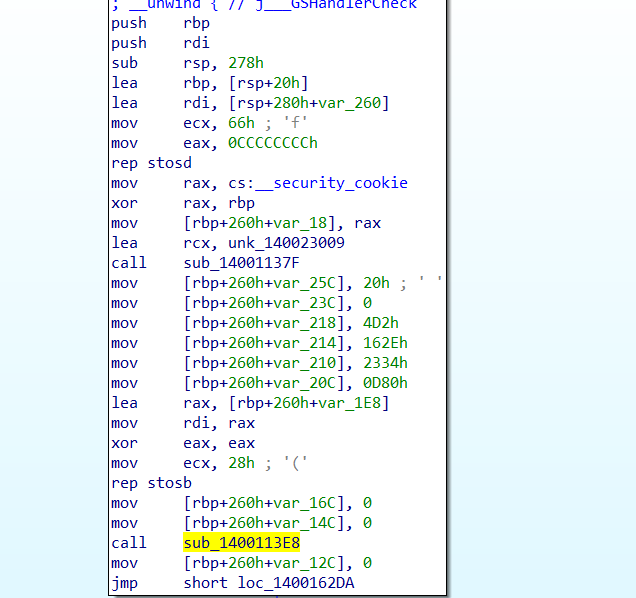 ; __unwind { // j___GSHandlerCheck
push    rbp
push    rdi
sub     rsp, 278h
lea     rbp, [rsp+20h]
lea     rdi, [rsp+280h+var_260]
mov     ecx, 66h ; 'f'
mov     eax, 0CCCCCCCCh
rep stosd
mov     rax, cs:__security_cookie
xor     rax, rbp
mov     [rbp+260h+var_18], rax
lea     rcx, unk_140023009
call    sub_14001137F
mov     [rbp+260h+var_25C], 20h ; ' '
mov     [rbp+260h+var_23C], 0
mov     [rbp+260h+var_218], 4D2h
mov     [rbp+260h+var_214], 162Eh
mov     [rbp+260h+var_210], 2334h
mov     [rbp+260h+var_20C], 0D80h
lea     rax, [rbp+260h+var_1E8]
mov     rdi, rax
xor     eax, eax
mov     ecx, 28h ; '('
rep stosb
mov     [rbp+260h+var_16C], 0
mov     [rbp+260h+var_14C], 0
call    sub_1400113E8
mov     [rbp+260h+var_12C], 0
jmp     short loc_1400162DA